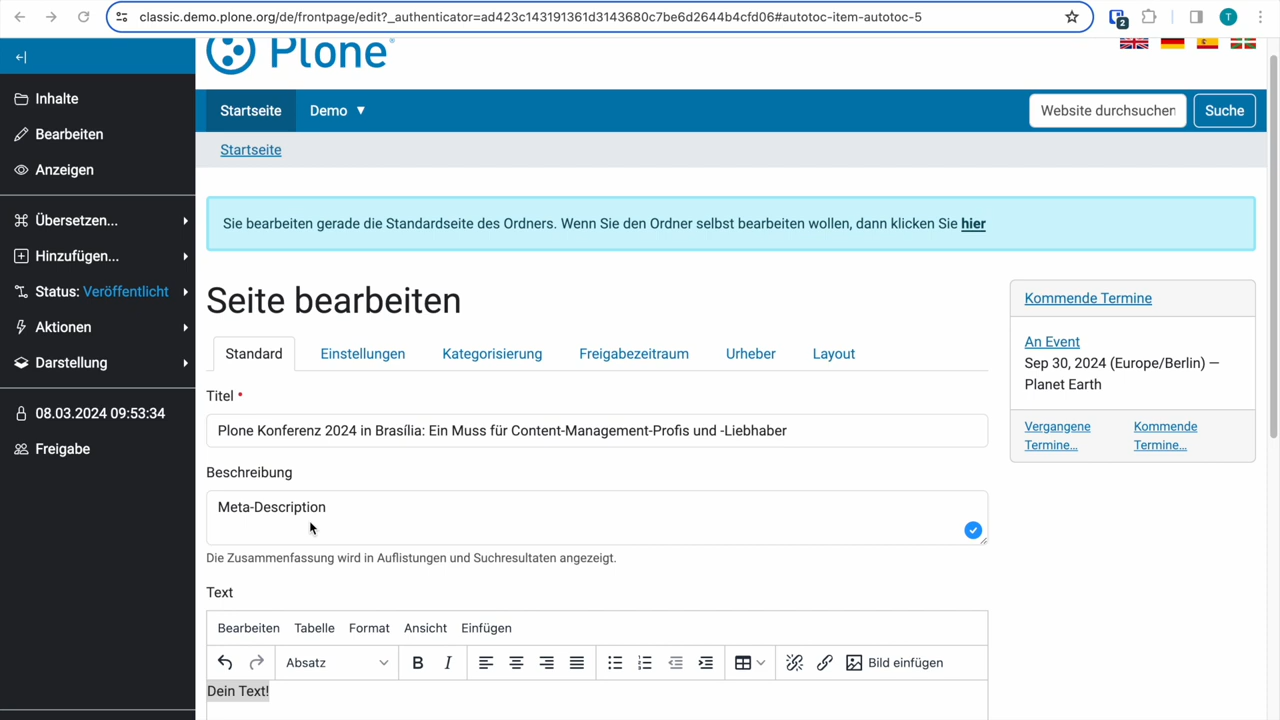 classic.demo.plone.org/de/frontpage/edit?_authenticator=ad423c143191361d3143680c7be6d2644b4cfd06#autotoc-item-autotoc-5
2
T
Plone
Inhalte
Bearbeiten
Anzeigen
Übersetzen...
Hinzufügen...
Status: Veröffentlicht
Aktionen
Darstellung
08.03.2024 09:53:34
Freigabe
Startseite
Demo ▼
Website durchsuchen
Suche
Startseite
Sie bearbeiten gerade die Standardseite des Ordners. Wenn Sie den Ordner selbst bearbeiten wollen, dann klicken Sie hier
Seite bearbeiten
Standard
Einstellungen
Kategorisierung
Freigabezeitraum
Urheber
Layout
Titel •
Plone Konferenz 2024 in Brasília: Ein Muss für Content-Management-Profis und -Liebhaber
Beschreibung
Meta-Description
Die Zusammenfassung wird in Auflistungen und Suchresultaten angezeigt.
Text
Bearbeiten Tabelle Format Ansicht Einfügen
Absatz
B I
Bild einfügen
Dein Text!
Kommende Termine
An Event
Sep 30, 2024 (Europe/Berlin) —
Planet Earth
Vergangene
Termine...
Kommende
Termine...